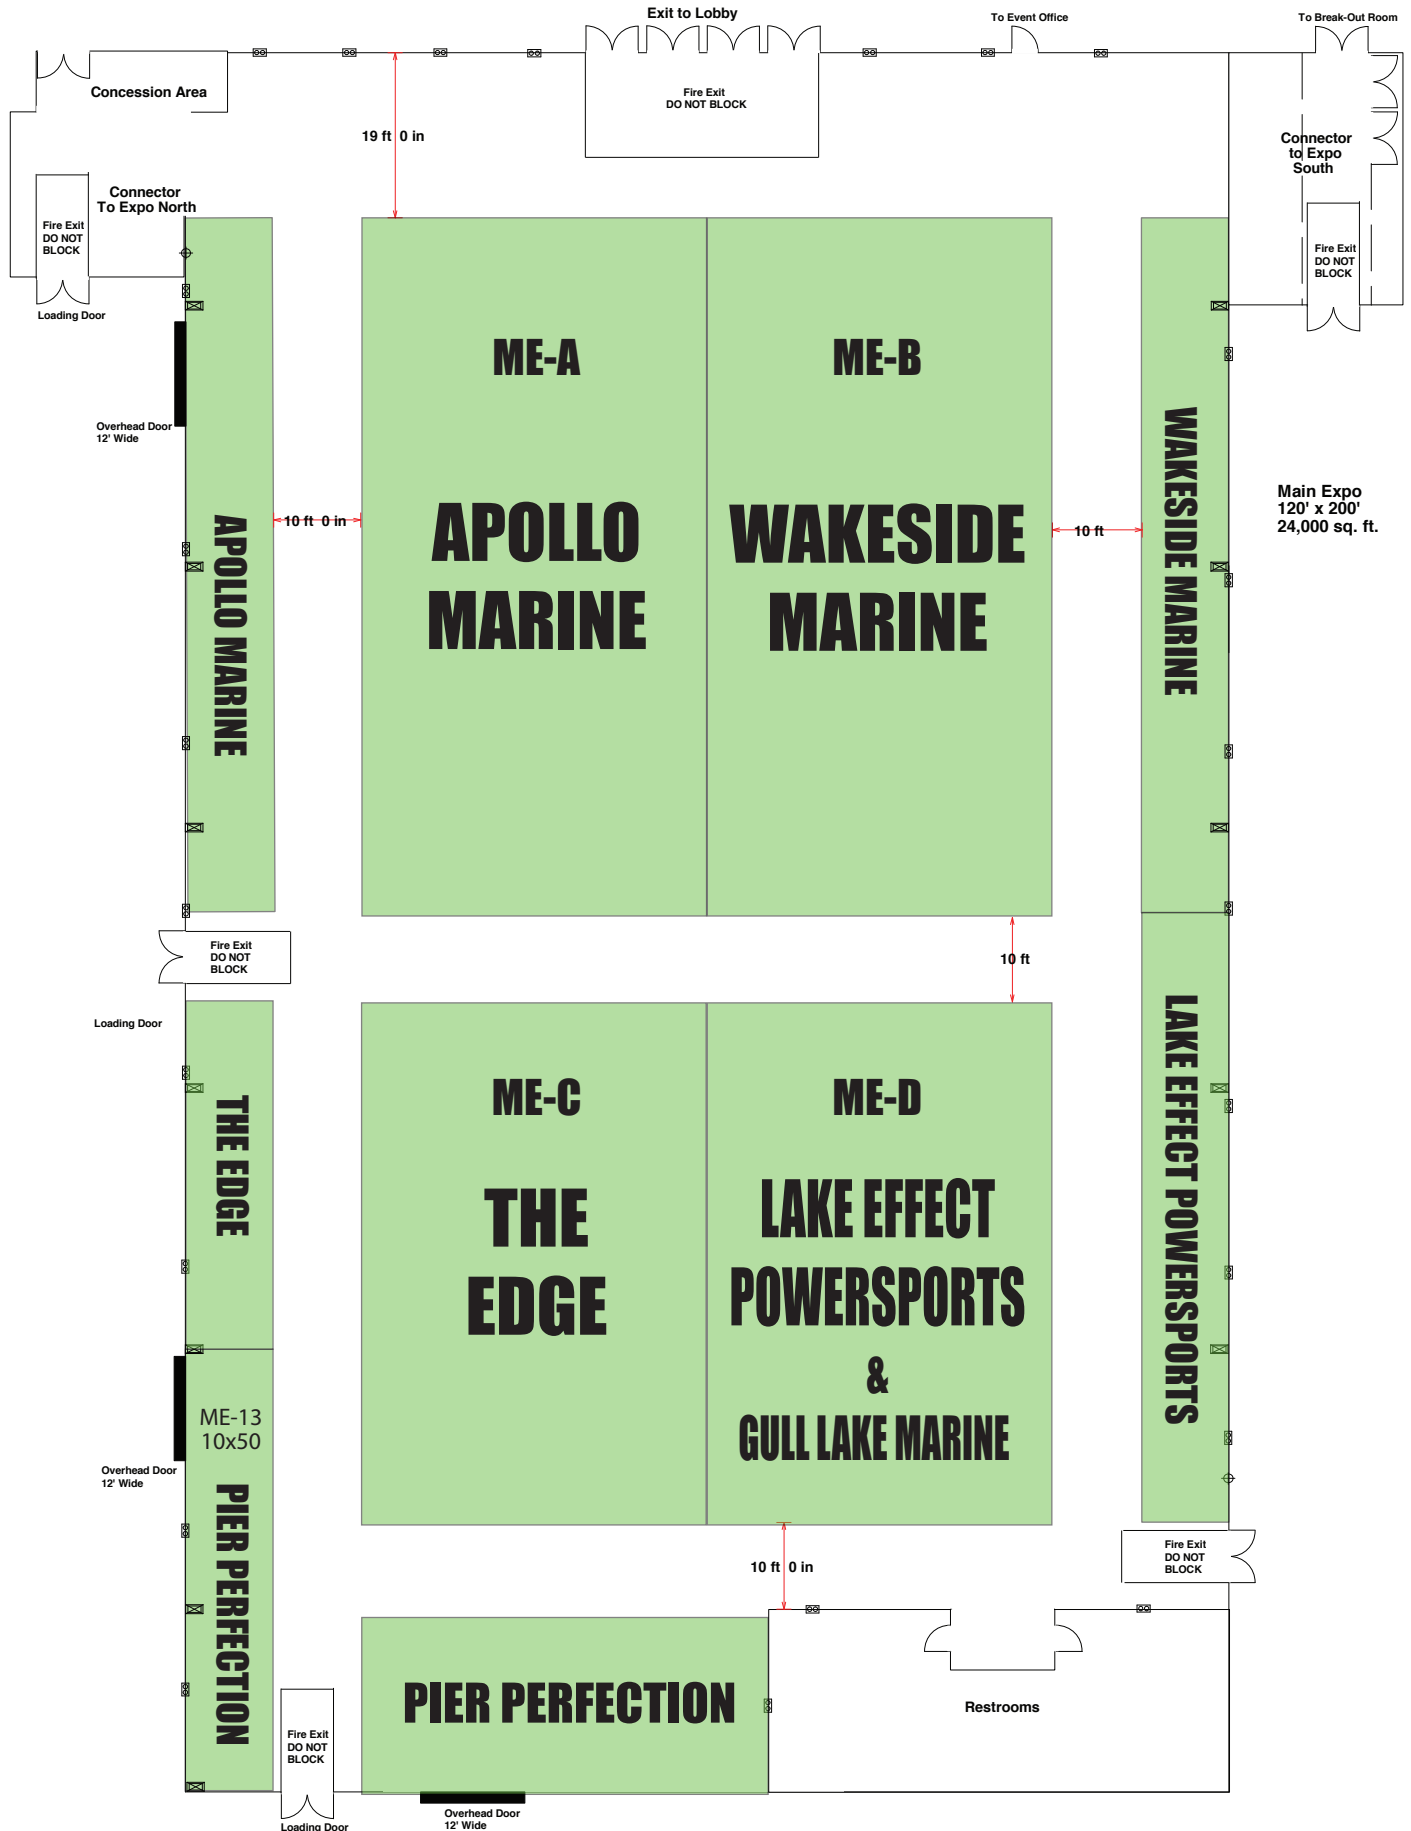 Exit to Lobby
To Event Office
To Break-Out Room
Concession Area
Fire Exit
DO NOT BLOCK
19 ft 0 in
Connector
to Expo
South
Connector
To Expo North
Fire Exit
DO NOT
BLOCK
Fire Exit
DO NOT
BLOCK
Loading Door
ME-A
ME-B
Overhead Door
12' Wide
APOLLO MARINE
10 ft 0 in
APOLLO
MARINE
WAKESIDE
MARINE
10 ft
WAKESIDE MARINE
Main Expo
120' x 200'
24,000 sq. ft.
Fire Exit
DO NOT
BLOCK
10 ft
Loading Door
THE EDGE
ME-C
THE
EDGE
ME-D
LAKE EFFECT
POWERSPORTS
&
GULL LAKE MARINE
LAKE EFFECT POWERSPORTS
ME-13
10x50
Overhead Door
12' Wide
PIER PERFECTION
10 ft 0 in
Fire Exit
DO NOT
BLOCK
PIER PERFECTION
Restrooms
Fire Exit
DO NOT
BLOCK
Loading Door
Overhead Door
12' Wide